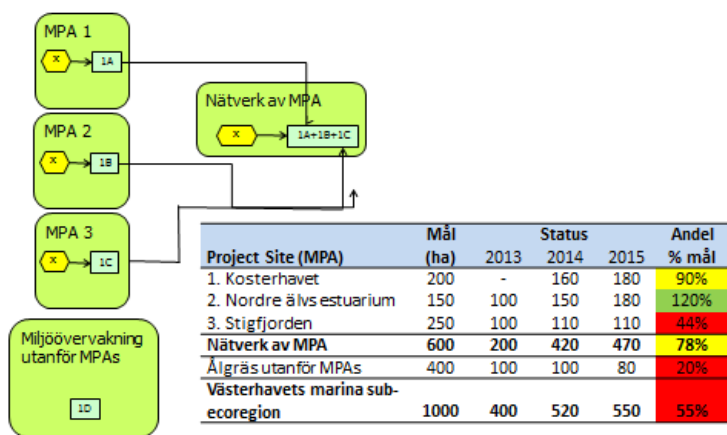 MPA 1
X
1A
MPA 2
X
1B
MPA 3
X
1C
Nätverk av MPA
X
1A+1B+1C
Miljöövervakning
utanför MPAs
1D
Mål Status Andel
Project Site (MPA) (ha) 2013 2014 2015 % mål
1. Kosterhavet 200 - 160 180 90%
2. Nordre älvs estuarium 150 100 150 180 120%
3. Stigfjorden 250 100 110 110 44%
Nätverk av MPA 600 200 420 470 78%
Ålgräs utanför MPAs 400 100 100 80 20%
Västerhavets marina sub-
ecoregion 1000 400 520 550 55%